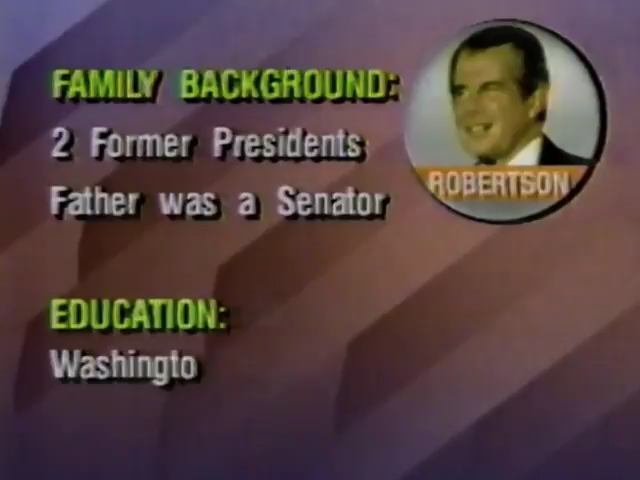 FAMILY BACKGROUND:
2 Former Presidents
Father was a Senator
ROBERTSON
EDUCATION:
Washingto